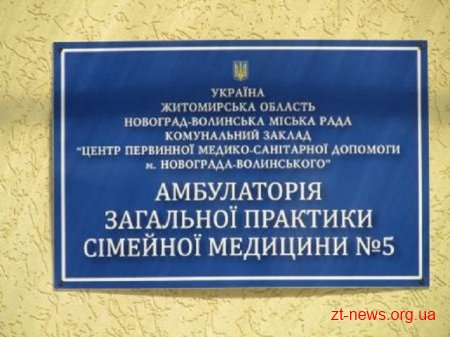 УКРАЇНА
ЖИТОМИРСЬКА ОБЛАСТЬ
НОВОГРАД-ВОЛИНСЬКА МІСЬКА РАДА
КОМУНАЛЬНИЙ ЗАКЛАД
"ЦЕНТР ПЕРВИННОЇ МЕДИКО-САНІТАРНОЇ ДОПОМОГИ
м. НОВОГРАДА-ВОЛИНСЬКОГО"
АМБУЛАТОРІЯ
ЗАГАЛЬНОЇ ПРАКТИКИ
СІМЕЙНОЇ МЕДИЦИНИ №5
zt-news.org.ua